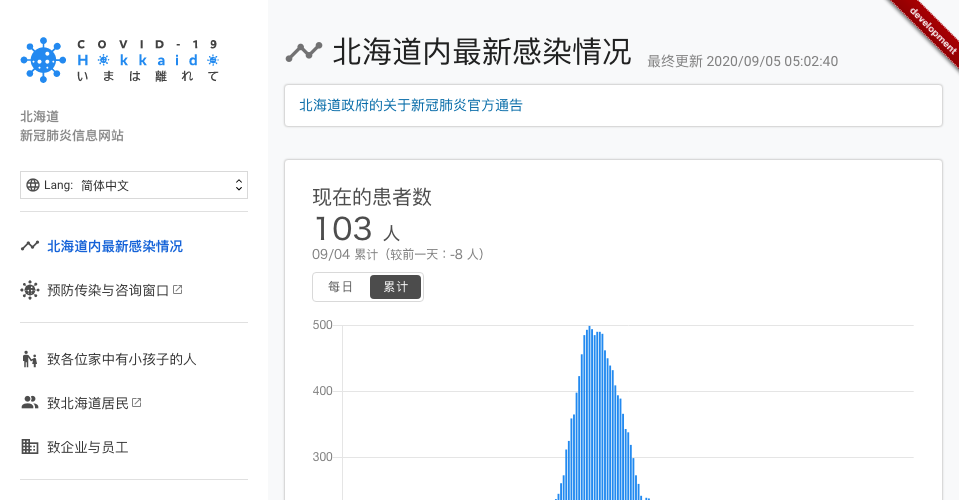 COVID-19
Hokkaido
いまは離れて
北海道
新冠肺炎信息网站
Lang: 简体中文
北海道内最新感染情况
预防传染与咨询窗口
致各位家中有小孩子的人
致北海道居民
致企业与员工
北海道内最新感染情况
最终更新 2020/09/05 05:02:40
development
北海道政府的关于新冠肺炎官方通告
现在的患者数
103 人
09/04 累计（较前一天：-8 人）
每日 累计
500
400
300